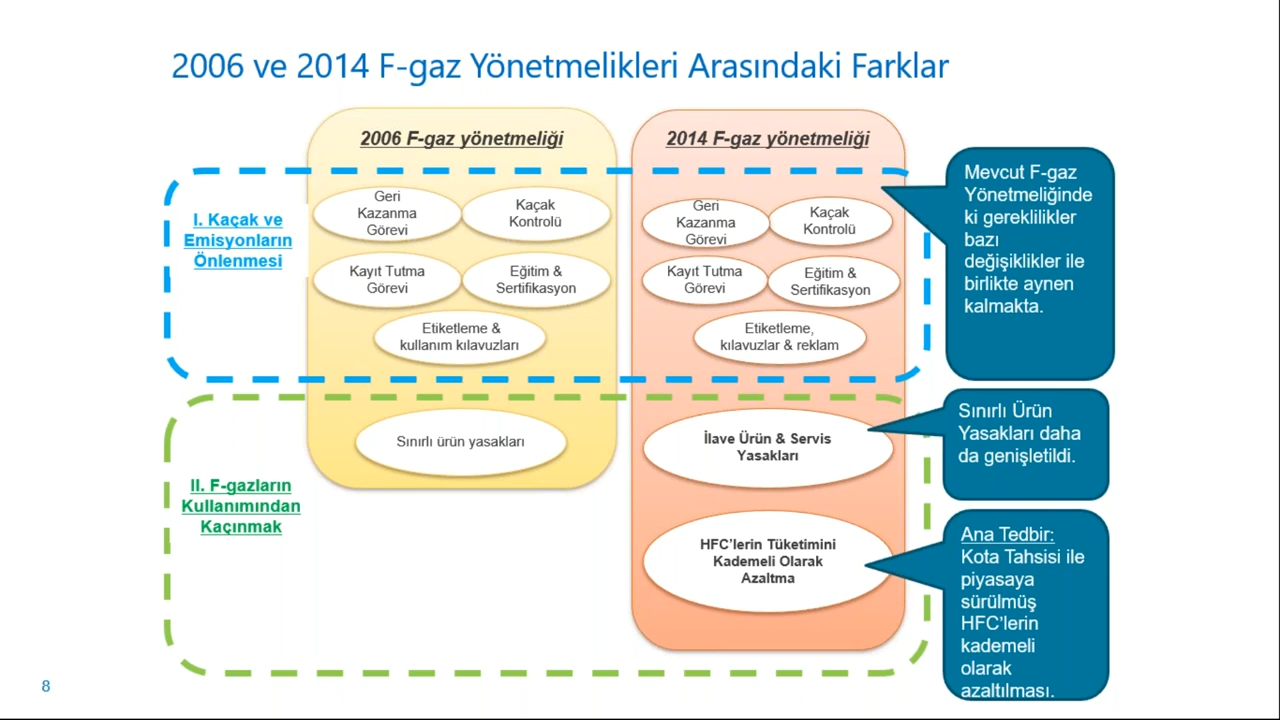 2006 ve 2014 F-gaz Yönetmelikleri Arasındaki Farklar
2006 F-gaz yönetmeliği
2014 F-gaz yönetmeliği
I. Kaçak ve
Emisyonların
Önlenmesi
Geri
Kazanma
Görevi
Kaçak
Kontrolü
Kayıt Tutma
Görevi
Eğitim &
Sertifikasyon
Etiketleme &
kullanım kılavuzları
Geri
Kazanma
Görevi
Kaçak
Kontrolü
Kayıt Tutma
Görevi
Eğitim &
Sertifikasyon
Etiketleme,
kılavuzlar & reklam
Mevcut F-gaz
Yönetmeliğinde
ki gereklilikler
bazı
değişiklikler ile
birlikte aynen
kalmakta.
II. F-gazların
Kullanımından
Kaçınmak
Sınırlı ürün yasakları
İlave Ürün & Servis
Yasakları
HFC'lerin Tüketimini
Kademeli Olarak
Azaltma
Sınırlı Ürün
Yasakları daha
da genişletildi.
Ana Tedbir:
Kota Tahsisi ile
piyasaya
sürülmüş
HFC'lerin
kademeli
olarak
azaltılması.
8